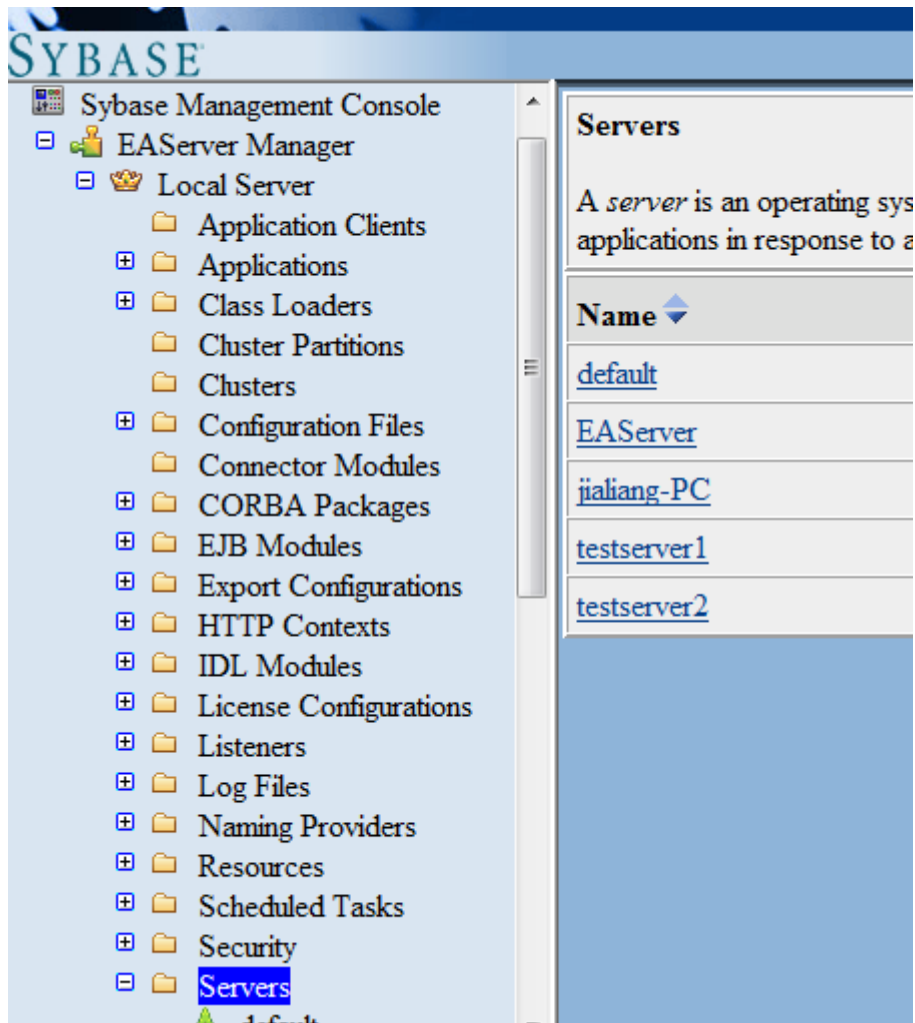 SYBASE
Sybase Management Console
EAServer Manager
Local Server
Application Clients
Applications
Class Loaders
Cluster Partitions
Clusters
Configuration Files
Connector Modules
CORBA Packages
EJB Modules
Export Configurations
HTTP Contexts
IDL Modules
License Configurations
Listeners
Log Files
Naming Providers
Resources
Scheduled Tasks
Security
Servers
default
Servers
A server is an operating sys
applications in response to a
Name
default
EAServer
jialiang-PC
testserver1
testserver2